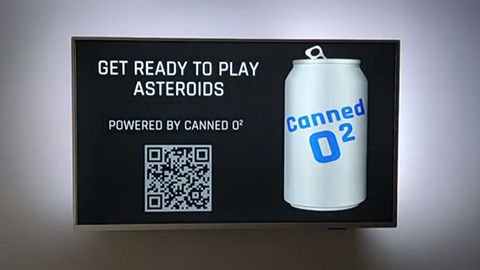 GET READY TO PLAY
ASTEROIDS
POWERED BY CANNED O²
Canned
O²